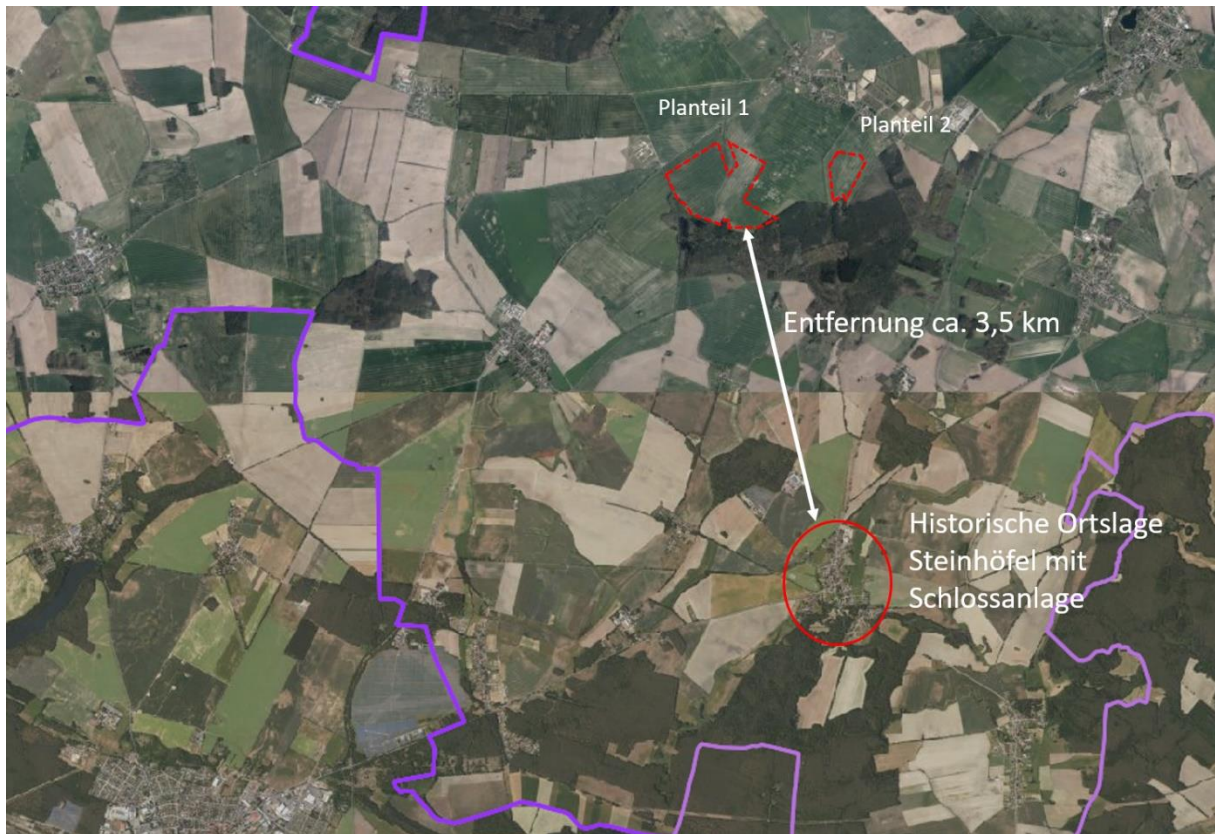 Planteil 1
Planteil 2
Entfernung ca. 3,5 km
Historische Ortslage
Steinhöfel mit
Schlossanlage